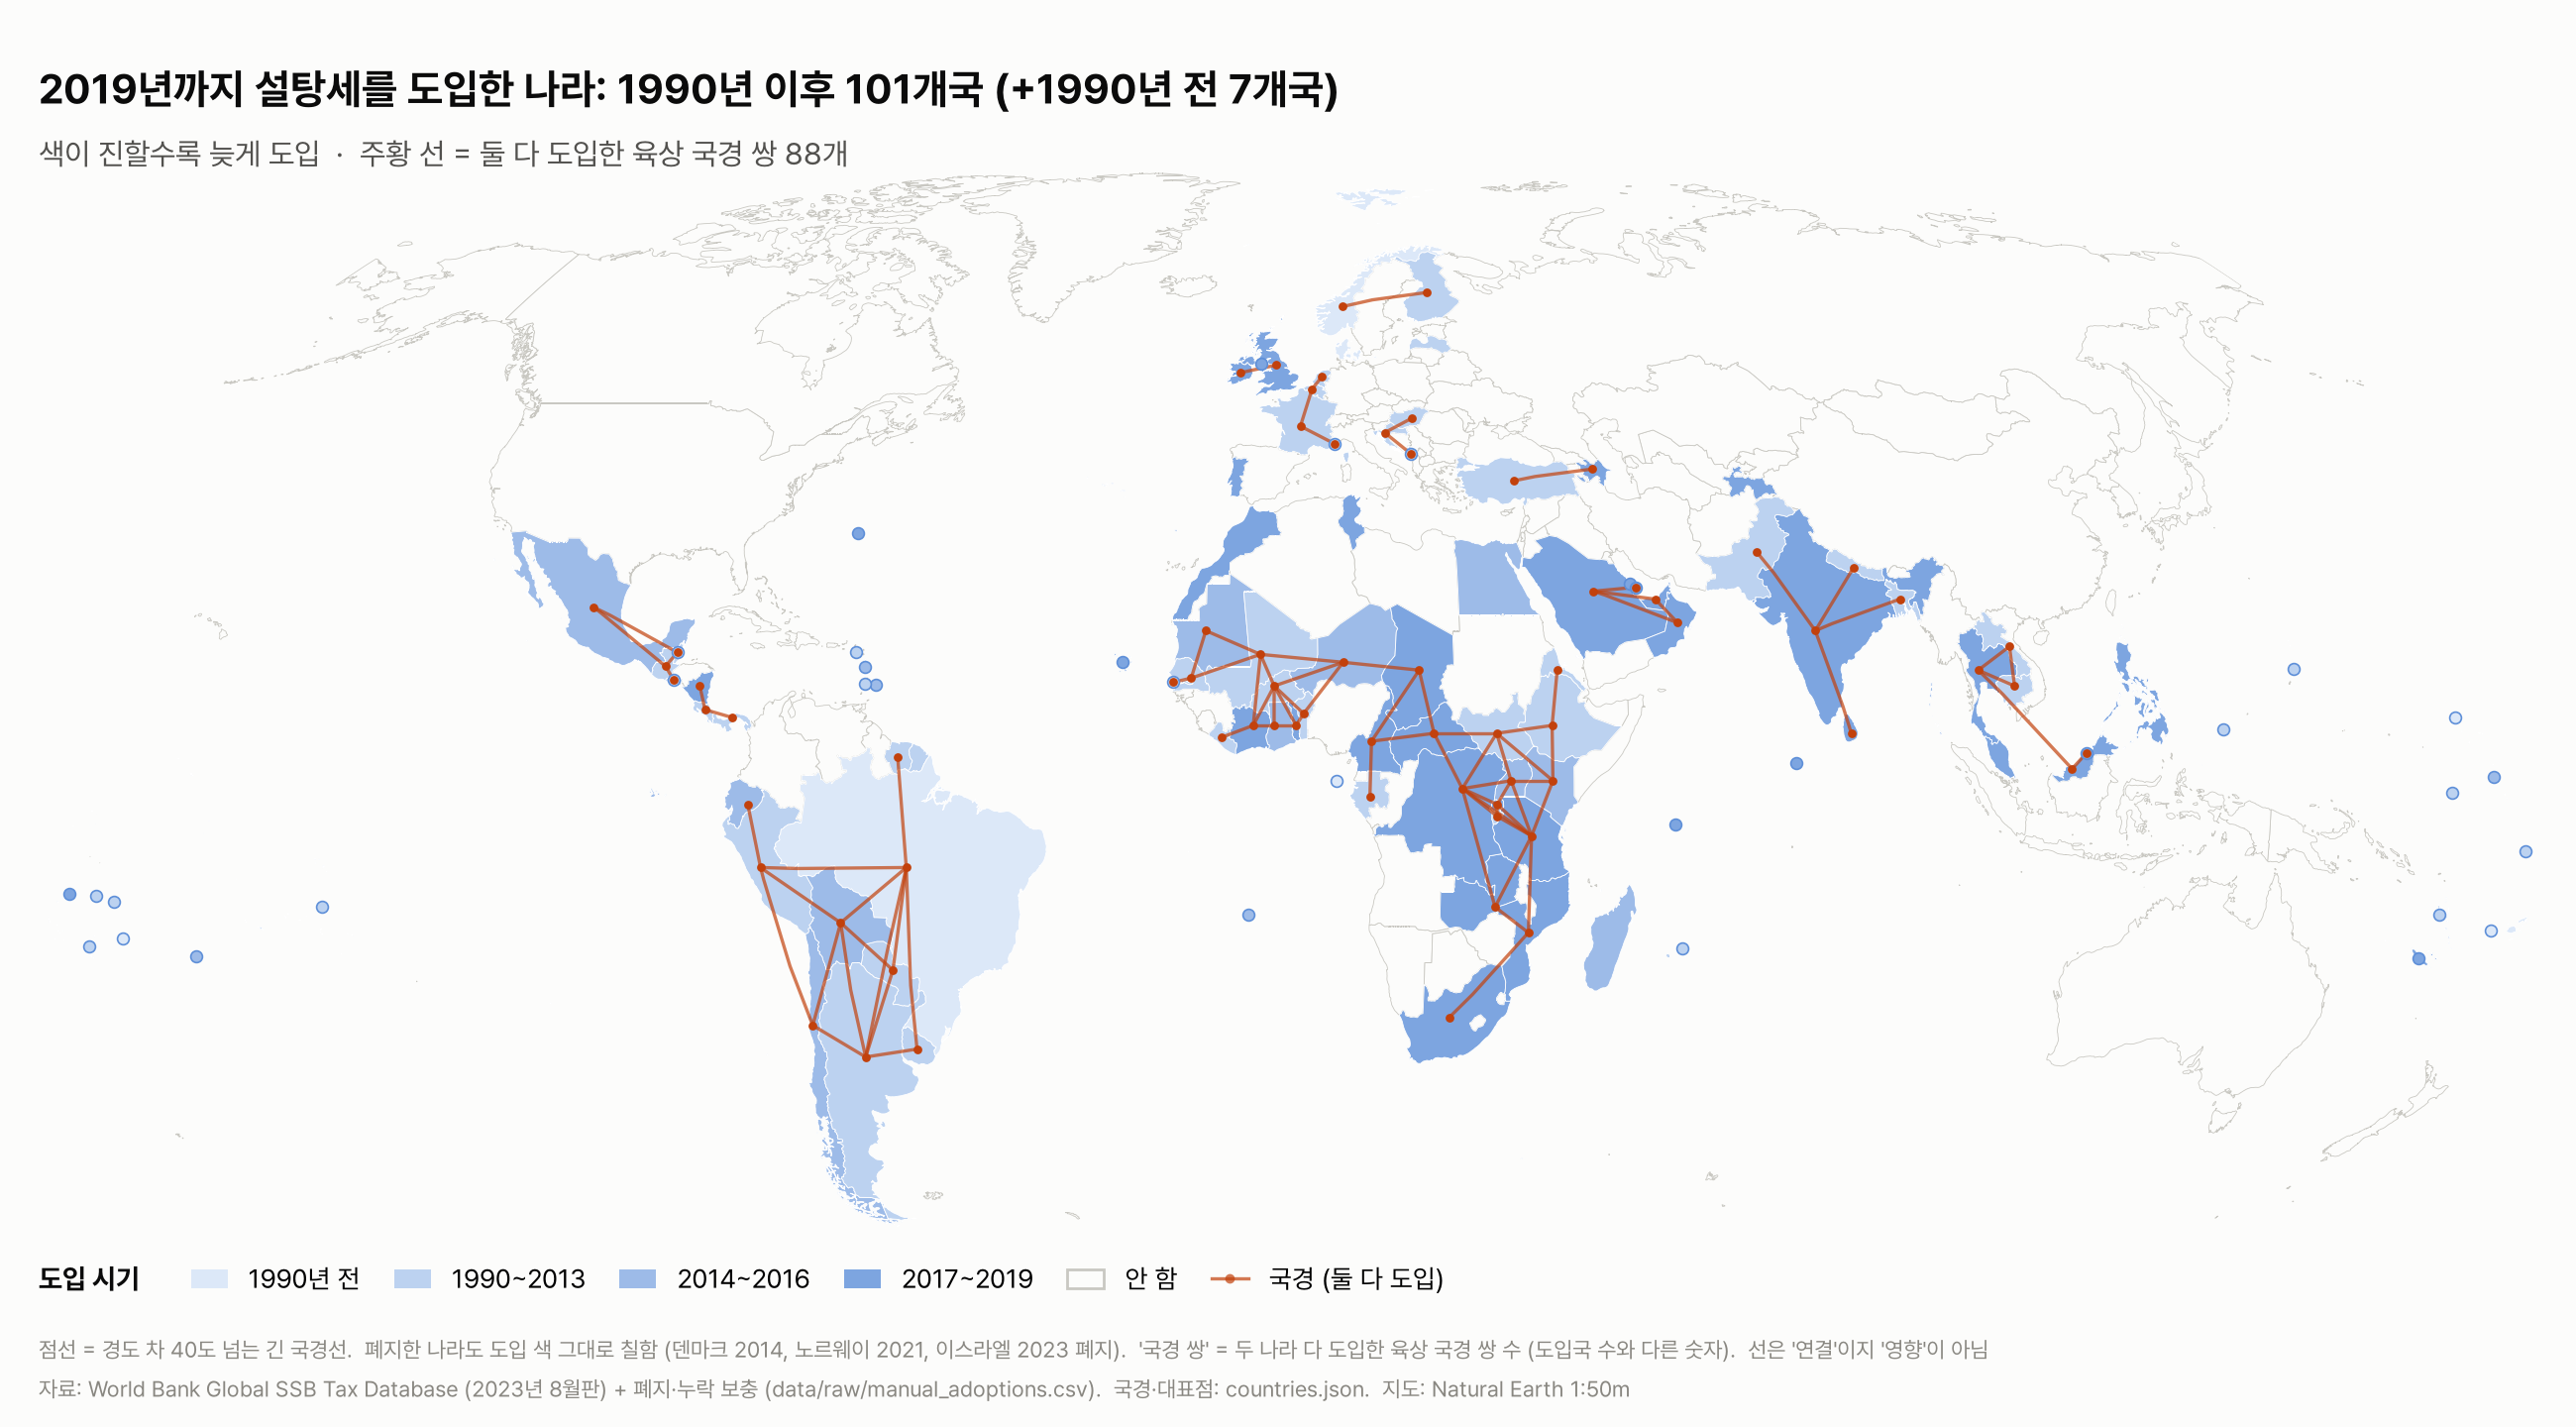 2019년까지 설탕세를 도입한 나라: 1990년 이후 101개국 (+1990년 전 7개국)
색이 진할수록 늦게 도입 · 주황 선 = 둘 다 도입한 육상 국경 쌍 88개
도입 시기 1990년 전 1990~2013 2014~2016 2017~2019 안 함 국경 (둘 다 도입)
점선 = 경도 차 40도 넘는 긴 국경선. 폐지한 나라도 도입 색 그대로 칠함 (덴마크 2014, 노르웨이 2021, 이스라엘 2023 폐지). '국경 쌍' = 두 나라 다 도입한 육상 국경 쌍 수 (도입국 수와 다른 숫자). 선은 '연결'이지 '영향'이 아님
자료: World Bank Global SSB Tax Database (2023년 8월판) + 폐지·누락 보충 (data/raw/manual_adoptions.csv). 국경·대표점: countries.json. 지도: Natural Earth 1:50m